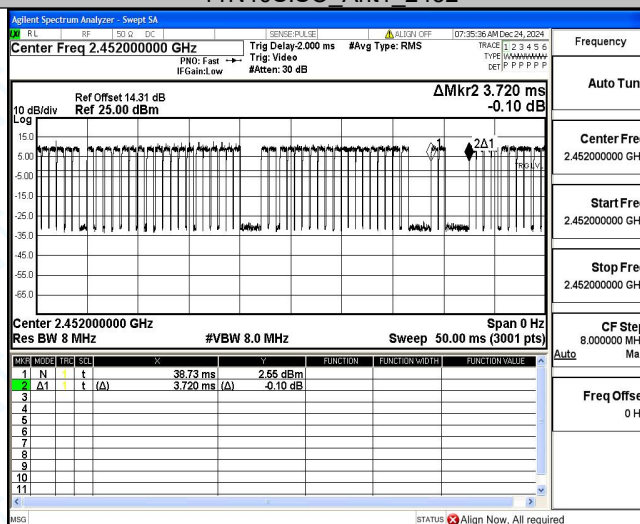 Agilent Spectrum Analyzer - Swept SA
RL RF 50 Ω DC SENSE:PULSE ALIGN OFF 07:35:36 AM Dec 24, 2024
Center Freq 2.452000000 GHz Trig Delay-2.000 ms #Avg Type: RMS TRACE 1 2 3 4 5 6
PNO: Fast Trig: Video TYPE
IFGain:Low #Atten: 30 dB DET P P P P P P
Frequency
ΔMkr2 3.720 ms
-0.10 dB
Ref Offset 14.31 dB
10 dB/div Ref 25.00 dBm
Log
15.0
5.00
-5.00
-15.0
-25.0
-35.0
-45.0
-55.0
-65.0
1
2Δ1
TRG LVL
Center 2.452000000 GHz Span 0 Hz
Res BW 8 MHz #VBW 8.0 MHz Sweep 50.00 ms (3001 pts)
MKR MODE TRC SCL X Y FUNCTION FUNCTION WIDTH FUNCTION VALUE
1 N 1 t 38.73 ms 2.55 dBm
2 Δ1 1 t (Δ) 3.720 ms (Δ) -0.10 dB
3
4
5
6
7
8
9
10
11
MSG STATUS Align Now, All required
Auto Tun
Center Fre
2.452000000 GH
Start Fre
2.452000000 GH
Stop Fre
2.452000000 GH
CF Ste
8.000000 MH
Auto Ma
Freq Offse
0 H